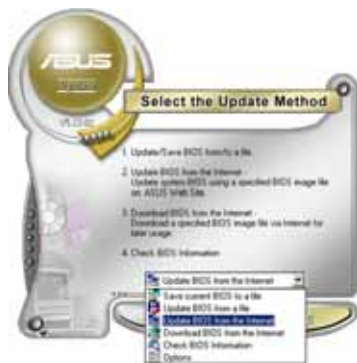 ASUS
Select the Update Method
1. Update/Save BIOS from/to a file
2. Update BIOS from the Internet -
Update system BIOS using a specified BIOS image file
on ASUS Web Site.
3. Download BIOS from the Internet -
Download a specified BIOS image file via Internet for
later usage.
4. Check BIOS Information
Update BIOS from the Internet
Save current BIOS to a file
Update BIOS from a file
Update BIOS from the Internet
Download BIOS from the Internet
Check BIOS Information
Options